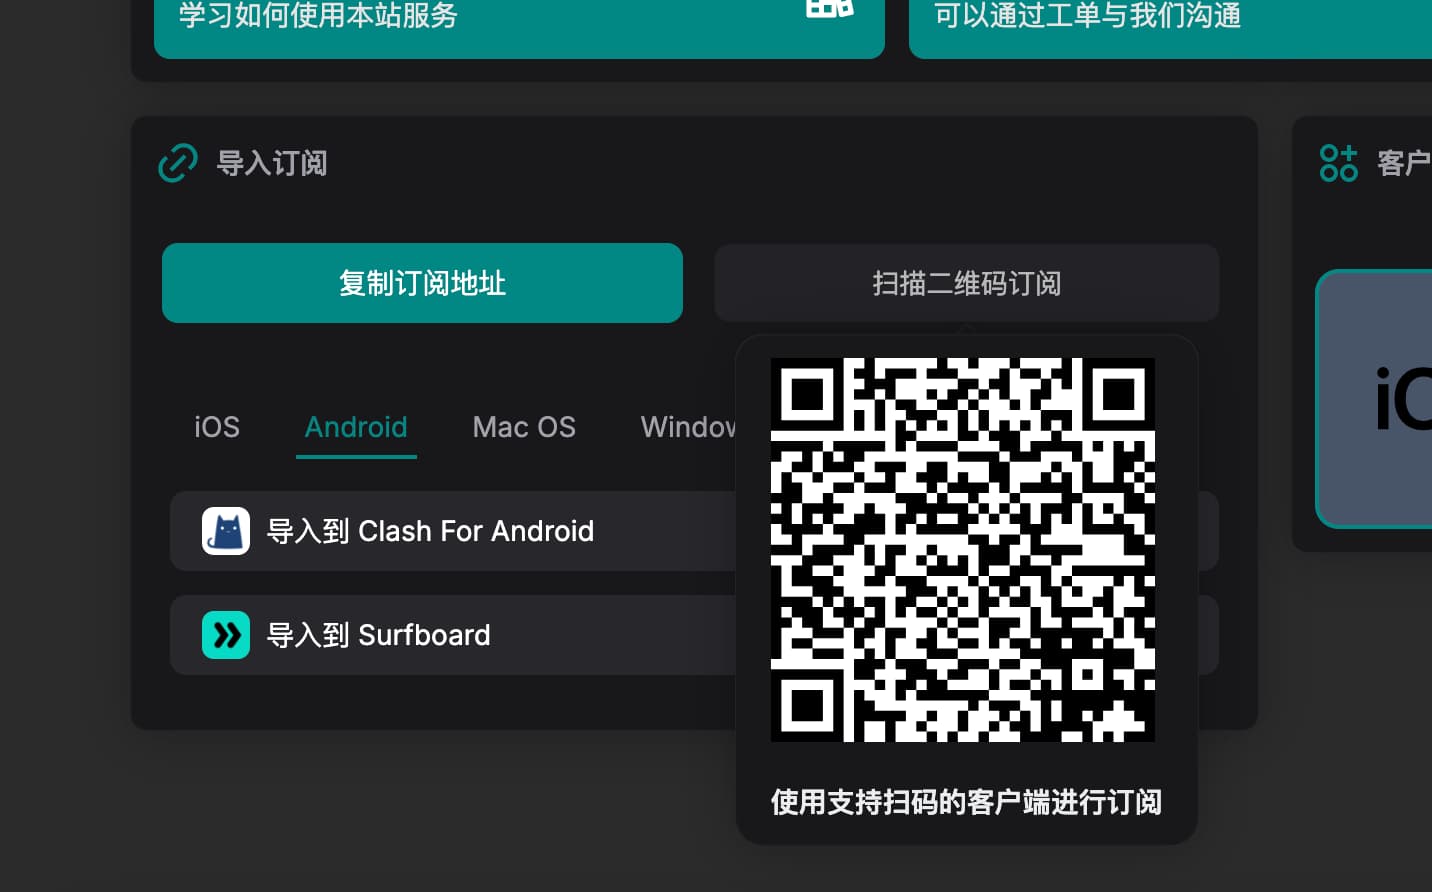 学习如何使用本站服务
可以通过工单与我们沟通
导入订阅
客户
复制订阅地址
扫描二维码订阅
iOS
Android
Mac OS
Window
导入到 Clash For Android
导入到 Surfboard
使用支持扫码的客户端进行订阅